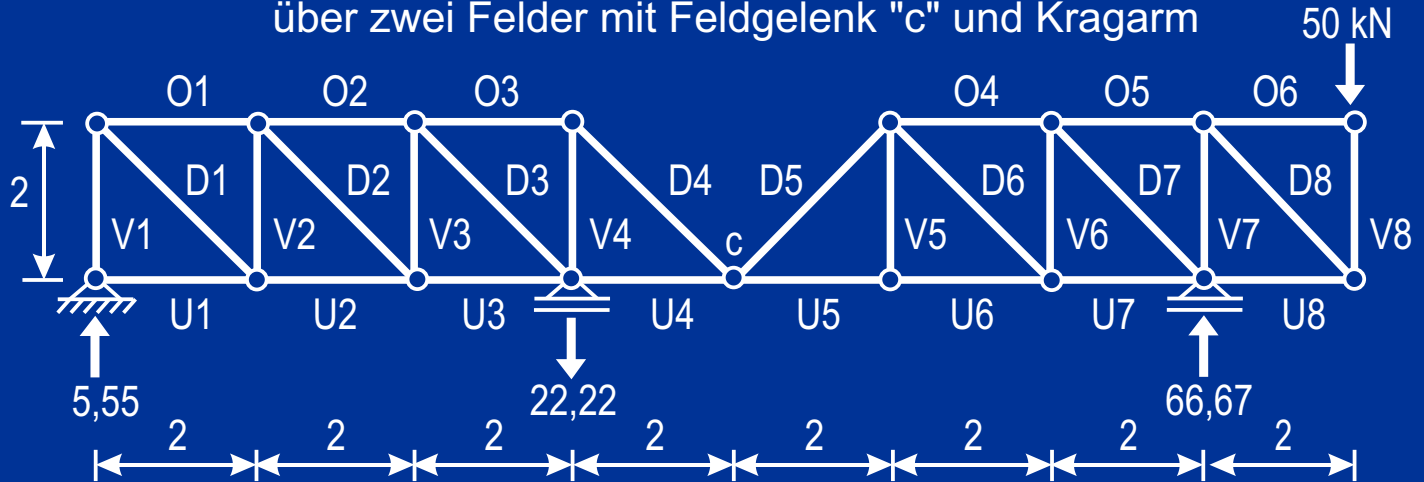 über zwei Felder mit Feldgelenk "c" und Kragarm
50 kN
O1 O2 O3 O4 O5 O6
2 D1 D2 D3 D4 D5 D6 D7 D8
V1 V2 V3 V4 c V5 V6 V7 V8
U1 U2 U3 U4 U5 U6 U7 U8
5,55 22,22 66,67
2 2 2 2 2 2 2 2